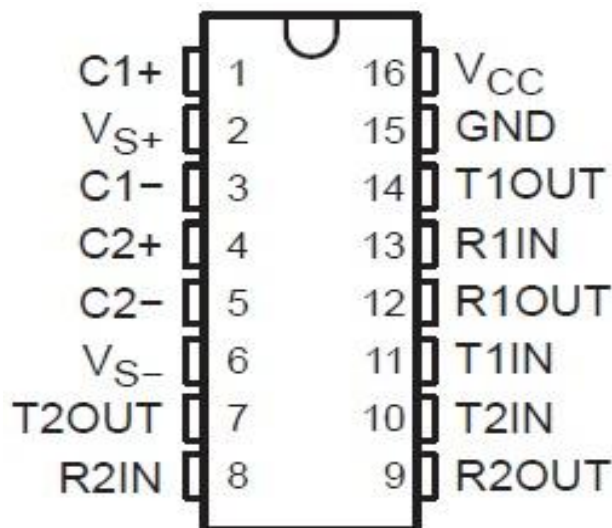 C1+ 1 16 VCC
VS+ 2 15 GND
C1− 3 14 T1OUT
C2+ 4 13 R1IN
C2− 5 12 R1OUT
VS− 6 11 T1IN
T2OUT 7 10 T2IN
R2IN 8 9 R2OUT